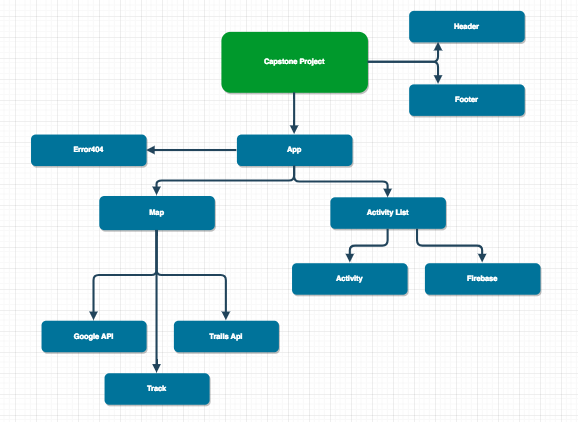 Header
Capstone Project
Footer
Error404
App
Map
Activity List
Activity
Firebase
Google API
Trails Api
Track